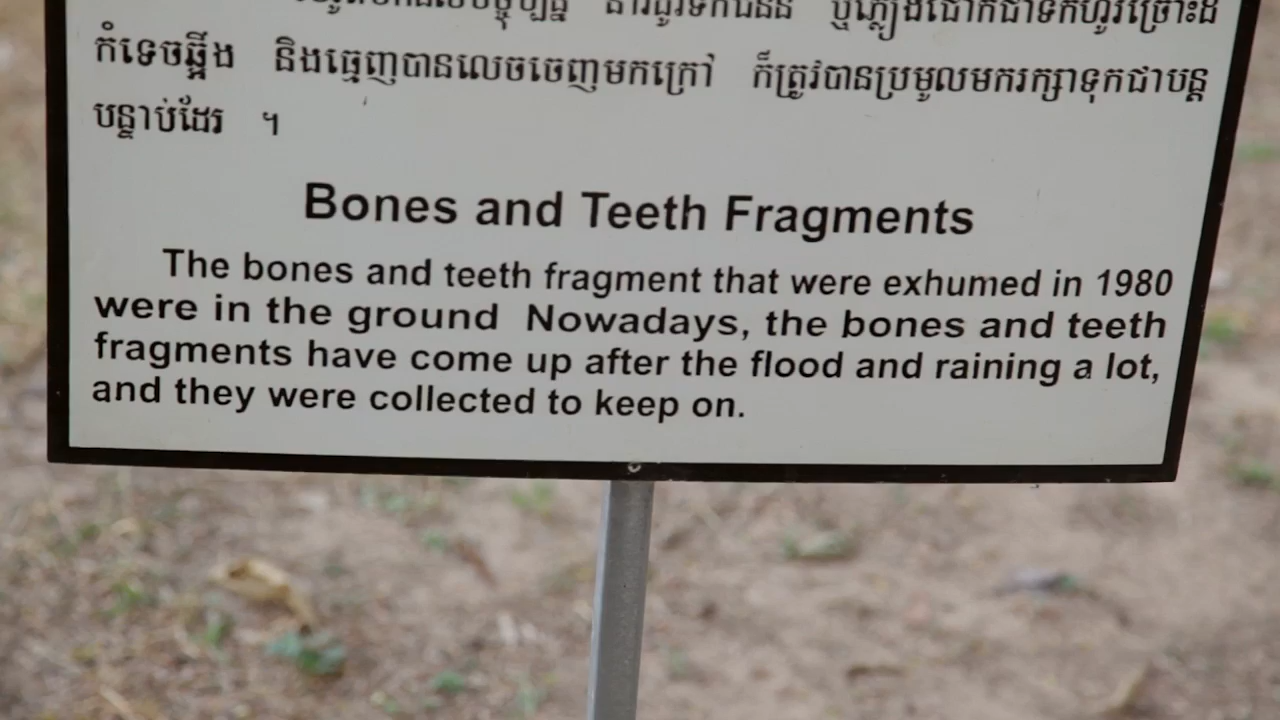 កំទេចឆ្អឹង និងធ្មេញបានលេចចេញមកក្រៅ ក៏ត្រូវបានប្រមូលមករក្សាទុកជាបន្ត
បន្ទាប់ដែរ ។
Bones and Teeth Fragments
The bones and teeth fragment that were exhumed in 1980
were in the ground Nowadays, the bones and teeth
fragments have come up after the flood and raining a lot,
and they were collected to keep on.